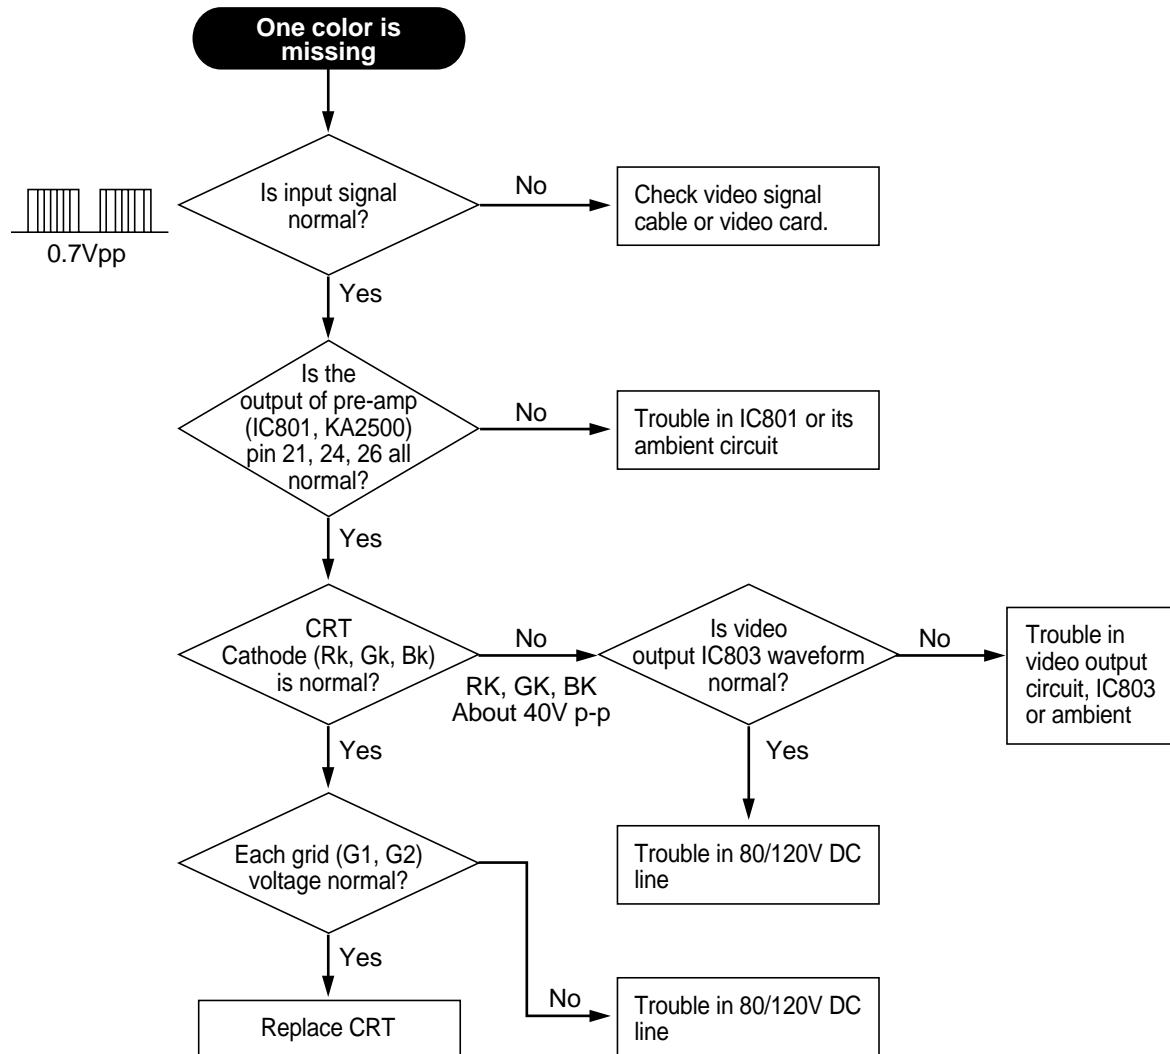 One color is
missing
Is input signal
normal?
No
Check video signal
cable or video card.
0.7Vpp
Yes
Is the
output of pre-amp
(IC801, KA2500)
pin 21, 24, 26 all
normal?
No
Trouble in IC801 or its
ambient circuit
Yes
CRT
Cathode (Rk, Gk, Bk)
is normal?
No
RK, GK, BK
About 40V p-p
Is video
output IC803 waveform
normal?
No
Trouble in
video output
circuit, IC803
or ambient
Yes
Yes
Trouble in 80/120V DC
line
Each grid (G1, G2)
voltage normal?
Yes
No
Trouble in 80/120V DC
line
Replace CRT